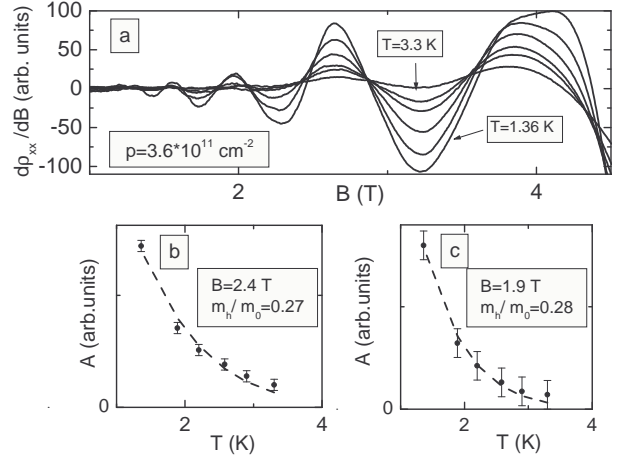 100
50
0
-50
-100
dρxx/dB (arb. units)
a
T=3.3 K
T=1.36 K
p=3.6*10¹¹ cm⁻²
2
4
B (T)
b
B=2.4 T
mₕ/ m₀=0.27
A (arb.units)
0
2
4
T (K)
c
B=1.9 T
mₕ/ m₀=0.28
A (arb.units)
0
2
4
T (K)